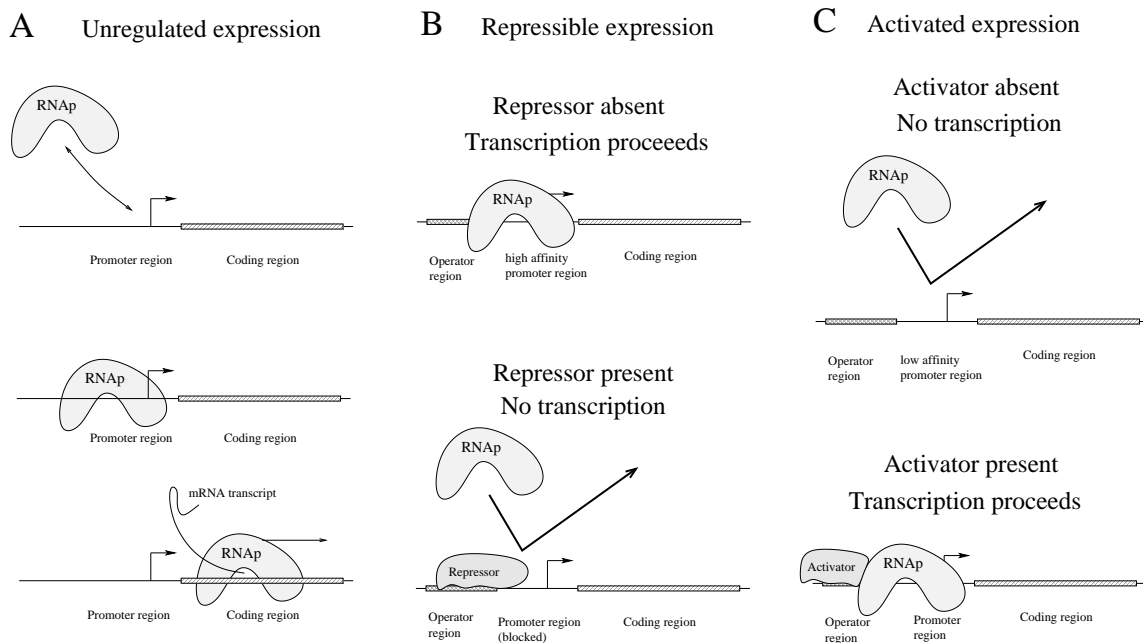 A
Unregulated expression
RNAp
Promoter region
Coding region
RNAp
Promoter region
Coding region
mRNA transcript
RNAp
Promoter region
Coding region
B
Repressible expression
Repressor absent
Transcription proceeeds
RNAp
Operator
region
high affinity
promoter region
Coding region
Repressor present
No transcription
RNAp
Repressor
Operator
region
Promoter region
(blocked)
Coding region
C
Activated expression
Activator absent
No transcription
RNAp
Operator
region
low affinity
promoter region
Coding region
Activator present
Transcription proceeds
Activator
RNAp
Operator
region
Promoter
region
Coding region